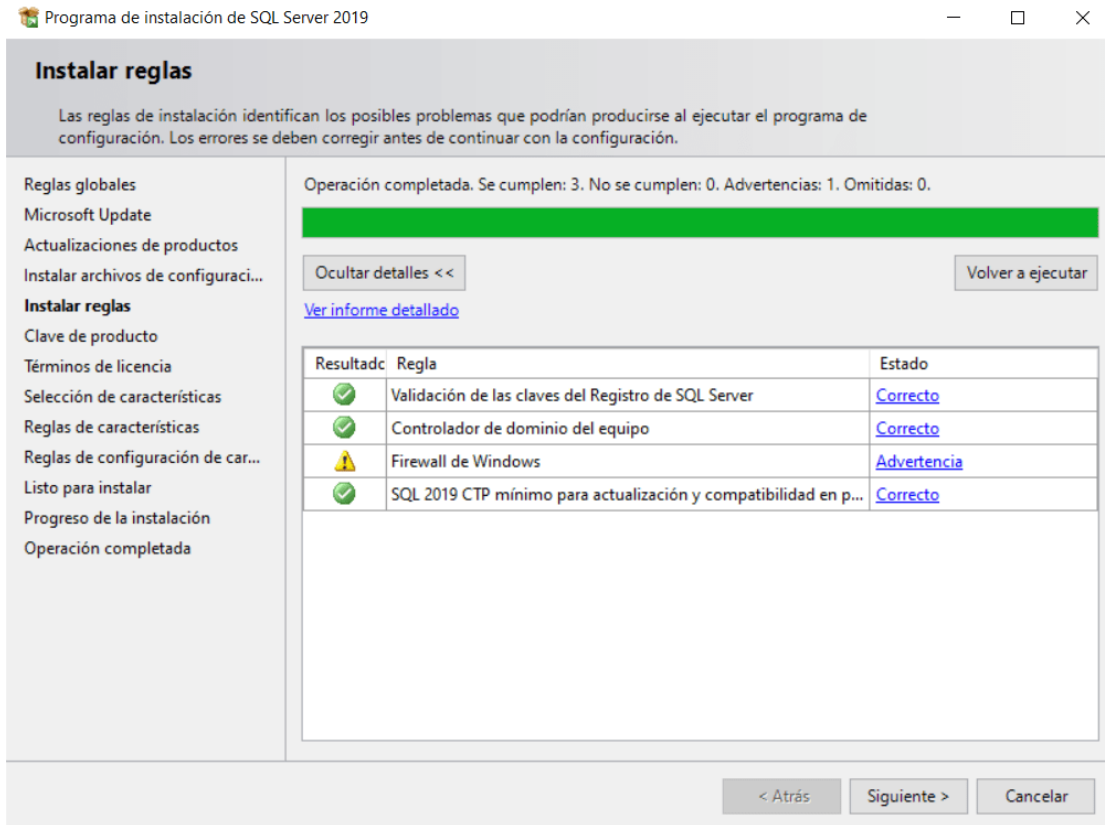 Programa de instalación de SQL Server 2019
Instalar reglas
Las reglas de instalación identifican los posibles problemas que podrían producirse al ejecutar el programa de
configuración. Los errores se deben corregir antes de continuar con la configuración.
Reglas globales
Microsoft Update
Actualizaciones de productos
Instalar archivos de configuraci...
Instalar reglas
Clave de producto
Términos de licencia
Selección de características
Reglas de características
Reglas de configuración de car...
Listo para instalar
Progreso de la instalación
Operación completada
Operación completada. Se cumplen: 3. No se cumplen: 0. Advertencias: 1. Omitidas: 0.
Ocultar detalles <<
Volver a ejecutar
Ver informe detallado
Resultado Regla Estado
Validación de las claves del Registro de SQL Server Correcto
Controlador de dominio del equipo Correcto
Firewall de Windows Advertencia
SQL 2019 CTP mínimo para actualización y compatibilidad en p... Correcto
< Atrás Siguiente > Cancelar